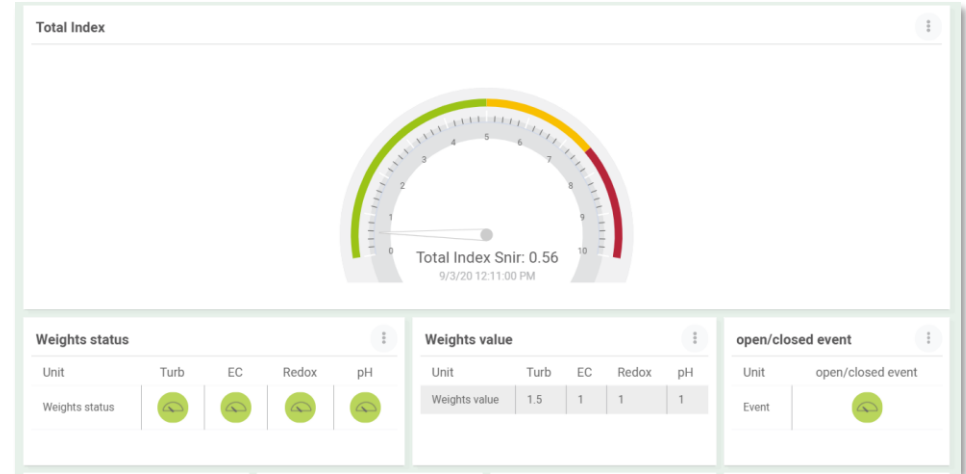 Total Index
0 1 2 3 4 5 6 7 8 9 10
Total Index Snir: 0.56
9/3/20 12:11:00 PM
Weights status
Unit Turb EC Redox pH
Weights status
Weights value
Unit Turb EC Redox pH
Weights value 1.5 1 1 1
open/closed event
Unit open/closed event
Event